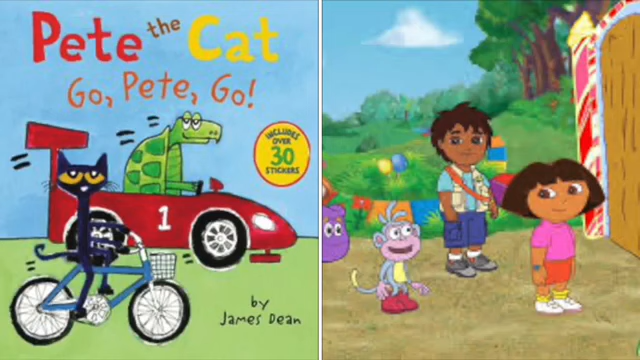 Pete the Cat
Go, Pete, Go!
INCLUDES
OVER
30
STICKERS
1
by
James Dean